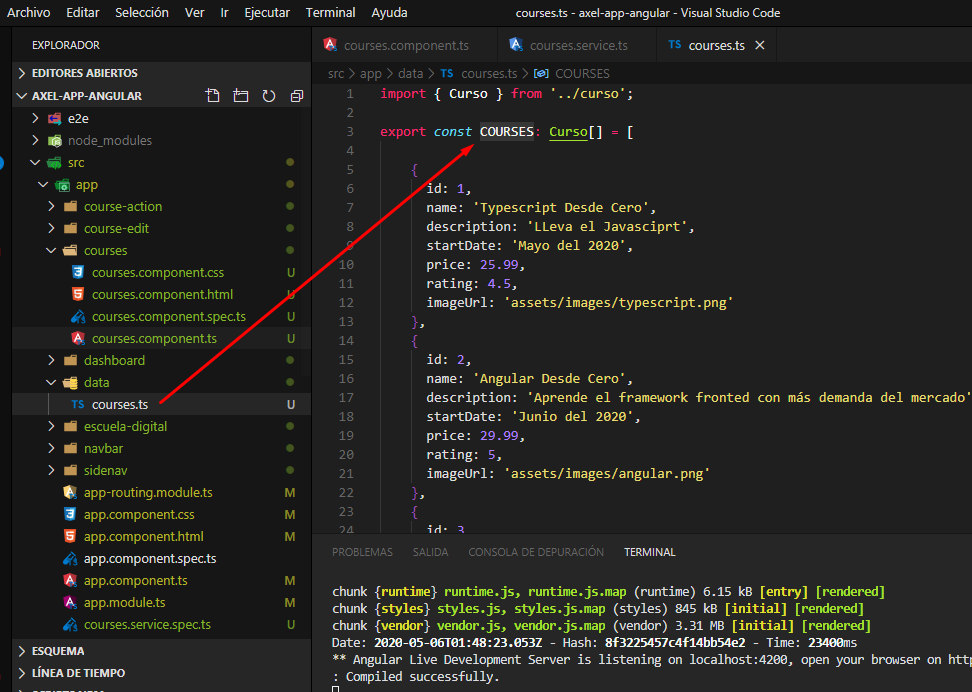 Archivo Editar Selección Ver Ir Ejecutar Terminal Ayuda courses.ts - axel-app-angular - Visual Studio Code
EXPLORADOR
EDITORES ABIERTOS
AXEL-APP-ANGULAR
e2e
node_modules
src
app
course-action
course-edit
courses
courses.component.css U
courses.component.html U
courses.component.spec.ts U
courses.component.ts U
dashboard
data
TS courses.ts U
escuela-digital
navbar
sidenav
app-routing.module.ts M
app.component.css M
app.component.html M
app.component.spec.ts
app.component.ts M
app.module.ts M
courses.service.spec.ts U
ESQUEMA
LÍNEA DE TIEMPO
courses.component.ts courses.service.ts TS courses.ts
src > app > data > TS courses.ts > COURSES
1 import { Curso } from '../curso';
2
3 export const COURSES: Curso[] = [
4
5 {
6 id: 1,
7 name: 'Typescript Desde Cero',
8 description: 'LLeva el Javasciprt',
9 startDate: 'Mayo del 2020',
10 price: 25.99,
11 rating: 4.5,
12 imageUrl: 'assets/images/typescript.png'
13 },
14 {
15 id: 2,
16 name: 'Angular Desde Cero',
17 description: 'Aprende el framework fronted con más demanda del mercado'
18 startDate: 'Junio del 2020',
19 price: 29.99,
20 rating: 5,
21 imageUrl: 'assets/images/angular.png'
22 },
23 {
24 id: 3
PROBLEMAS SALIDA CONSOLA DE DEPURACIÓN TERMINAL
chunk {runtime} runtime.js, runtime.js.map (runtime) 6.15 kB [entry] [rendered]
chunk {styles} styles.js, styles.js.map (styles) 845 kB [initial] [rendered]
chunk {vendor} vendor.js, vendor.js.map (vendor) 3.31 MB [initial] [rendered]
Date: 2020-05-06T01:48:23.053Z - Hash: 8f3225457c4f14bb54e2 - Time: 23400ms
** Angular Live Development Server is listening on localhost:4200, open your browser on http
: Compiled successfully.